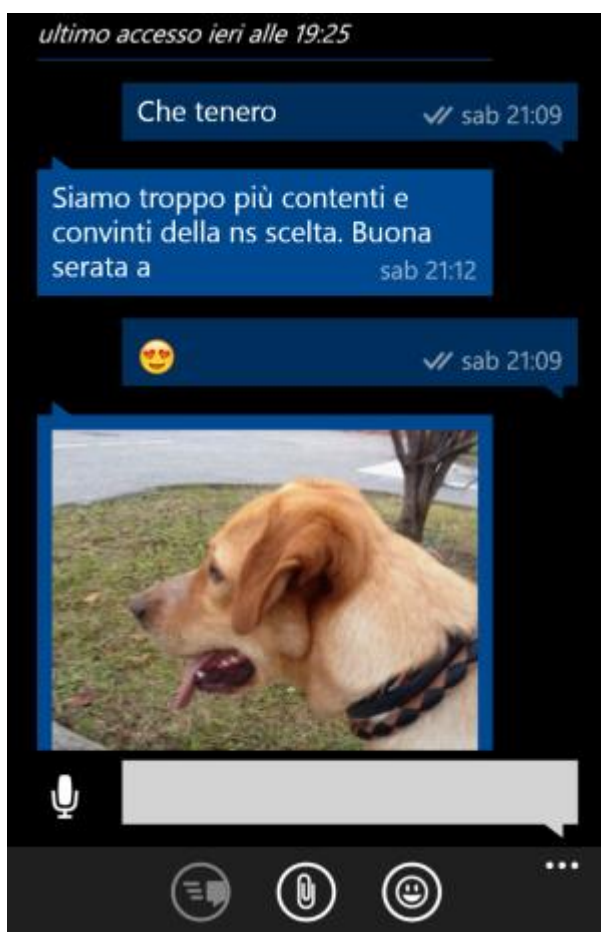 ultimo accesso ieri alle 19:25
Che tenero
sab 21:09
Siamo troppo più contenti e
convinti della ns scelta. Buona
serata a
sab 21:12
😍
sab 21:09